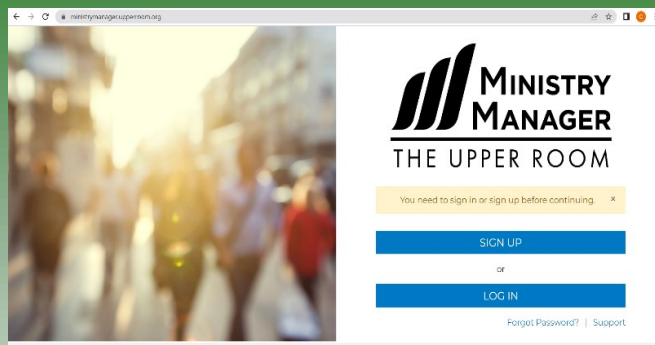 ministrymanager.upperroom.org
MINISTRY
MANAGER
THE UPPER ROOM
You need to sign in or sign up before continuing. ×
SIGN UP
or
LOG IN
Forgot Password? | Support